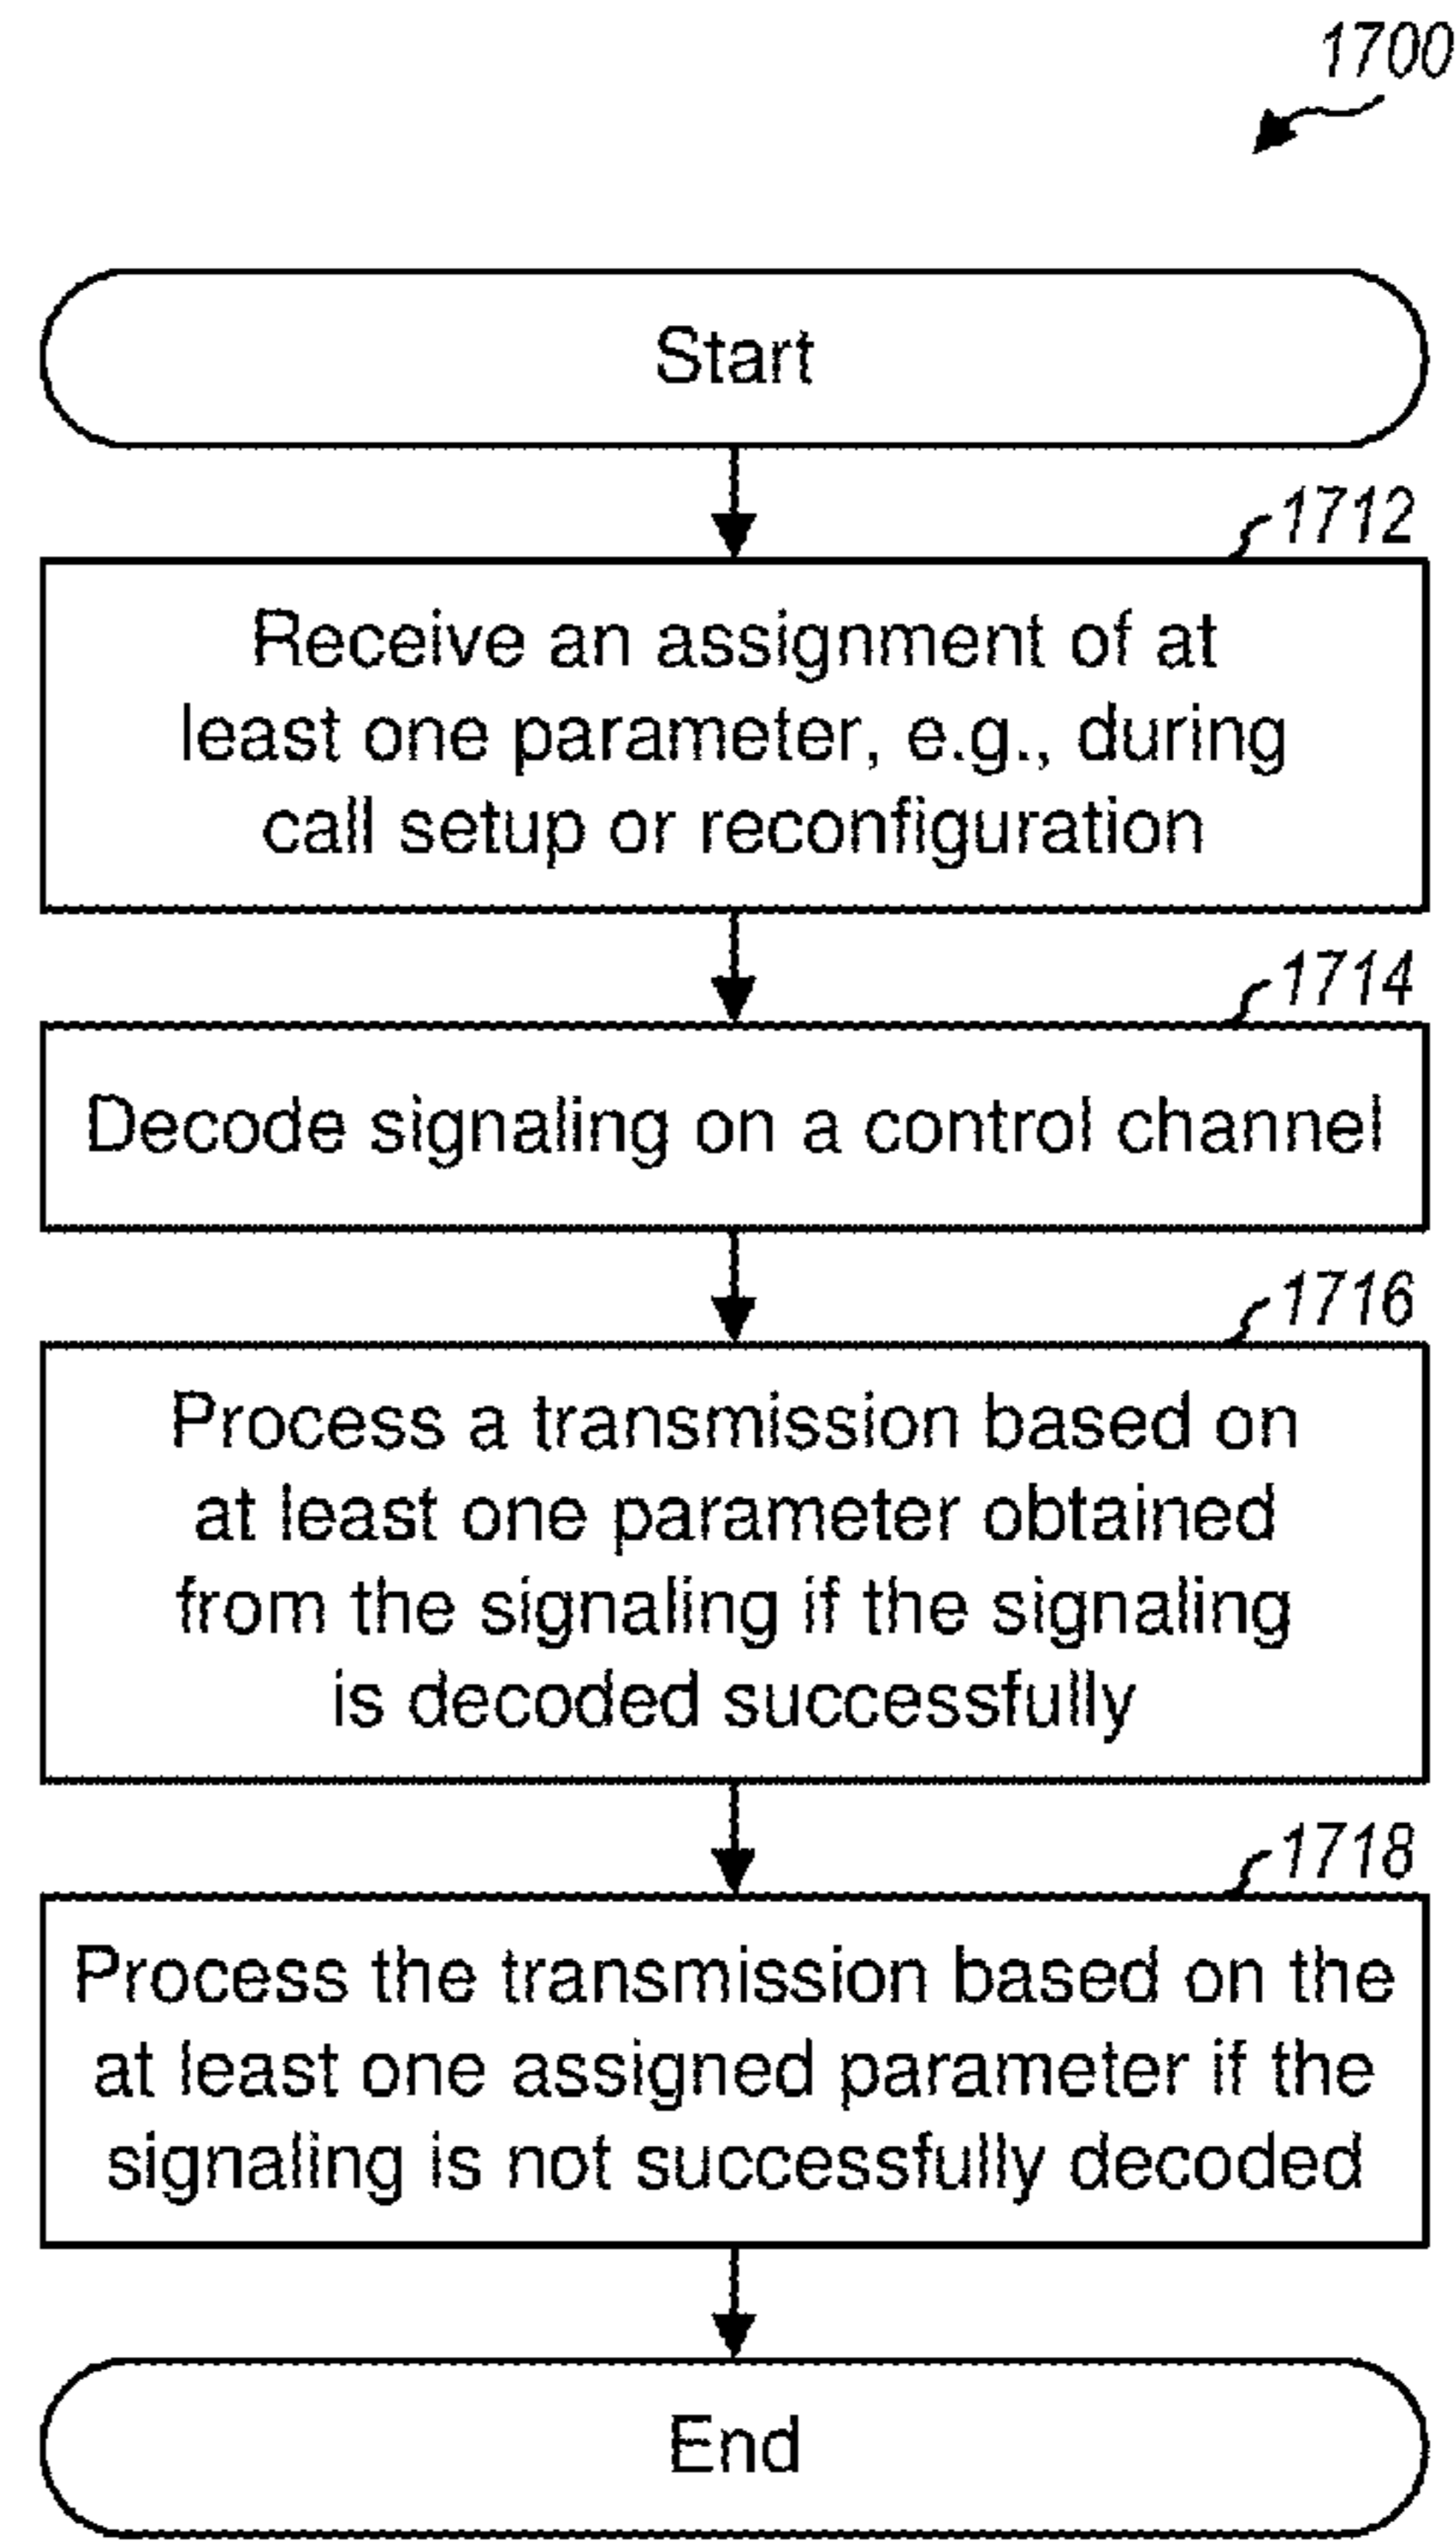 1700
Start
1712
Receive an assignment of at
least one parameter, e.g., during
call setup or reconfiguration
1714
Decode signaling on a control channel
1716
Process a transmission based on
at least one parameter obtained
from the signaling if the signaling
is decoded successfully
1718
Process the transmission based on the
at least one assigned parameter if the
signaling is not successfully decoded
End